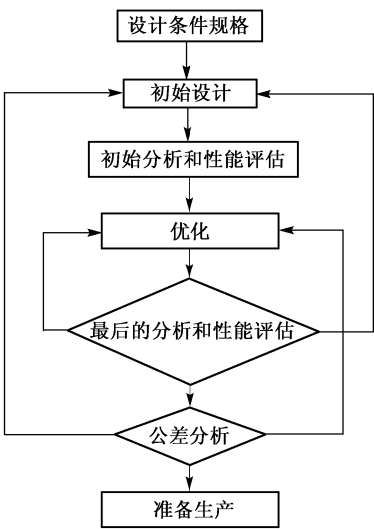 设计条件规格
初始设计
初始分析和性能评估
优化
最后的分析和性能评估
公差分析
准备生产